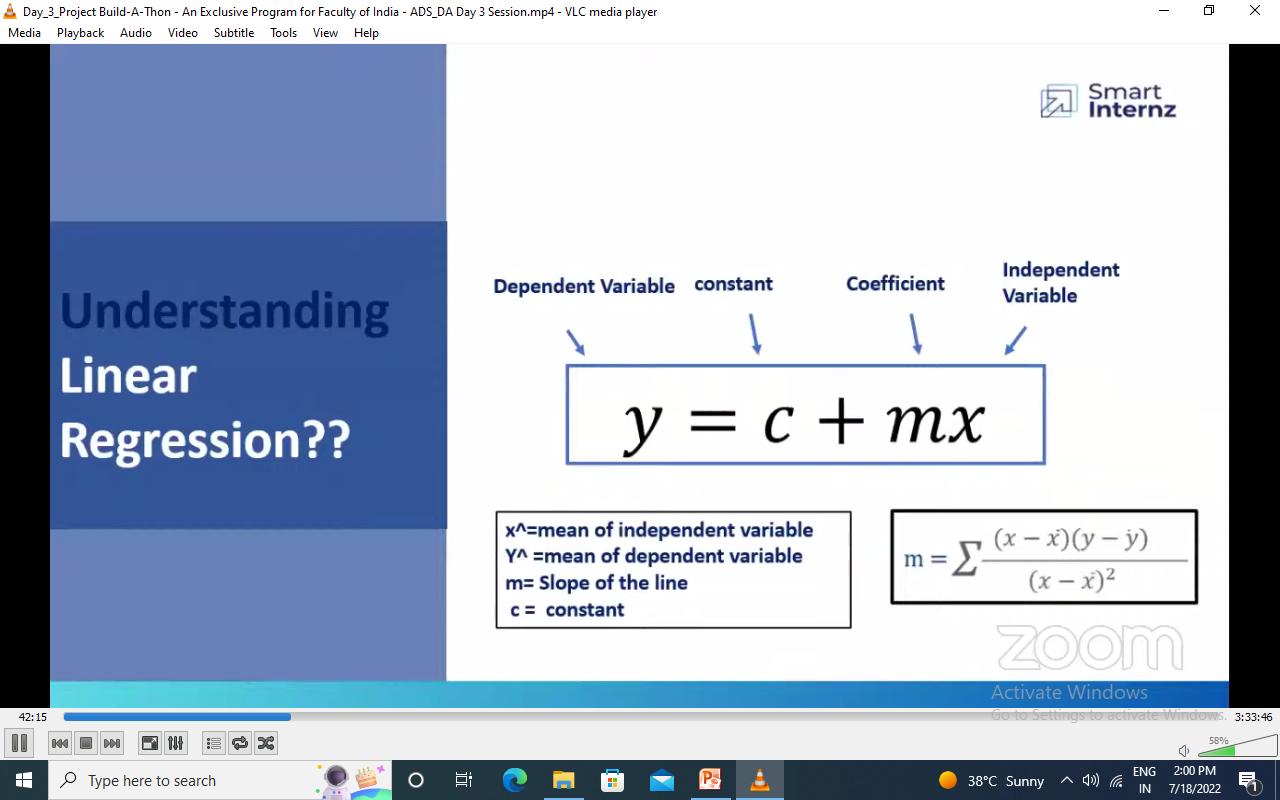 Day_3_Project Build-A-Thon - An Exclusive Program for Faculty of India - ADS_DA Day 3 Session.mp4 - VLC media player
Media Playback Audio Video Subtitle Tools View Help
Smart
Internz
Understanding
Linear
Regression??
Dependent Variable constant Coefficient Independent
Variable
y = c + mx
x^=mean of independent variable
Y^ =mean of dependent variable
m= Slope of the line
c = constant
m = ∑ (x − ẋ)(y − ẏ)
(x − ẋ)²
zoom
Activate Windows
Go to Settings to activate Windows.
42:15
3:33:46
58%
Type here to search
38°C Sunny
ENG
IN
2:00 PM
7/18/2022
1